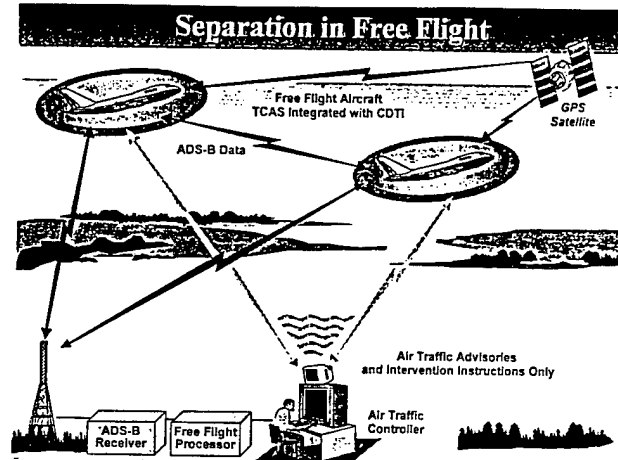 Separation in Free Flight
Free Flight Aircraft
TCAS Integrated with CDTI
GPS
Satellite
ADS-B Data
Air Traffic Advisories
and Intervention Instructions Only
Air Traffic
Controller
ADS-B
Receiver
Free Flight
Processor